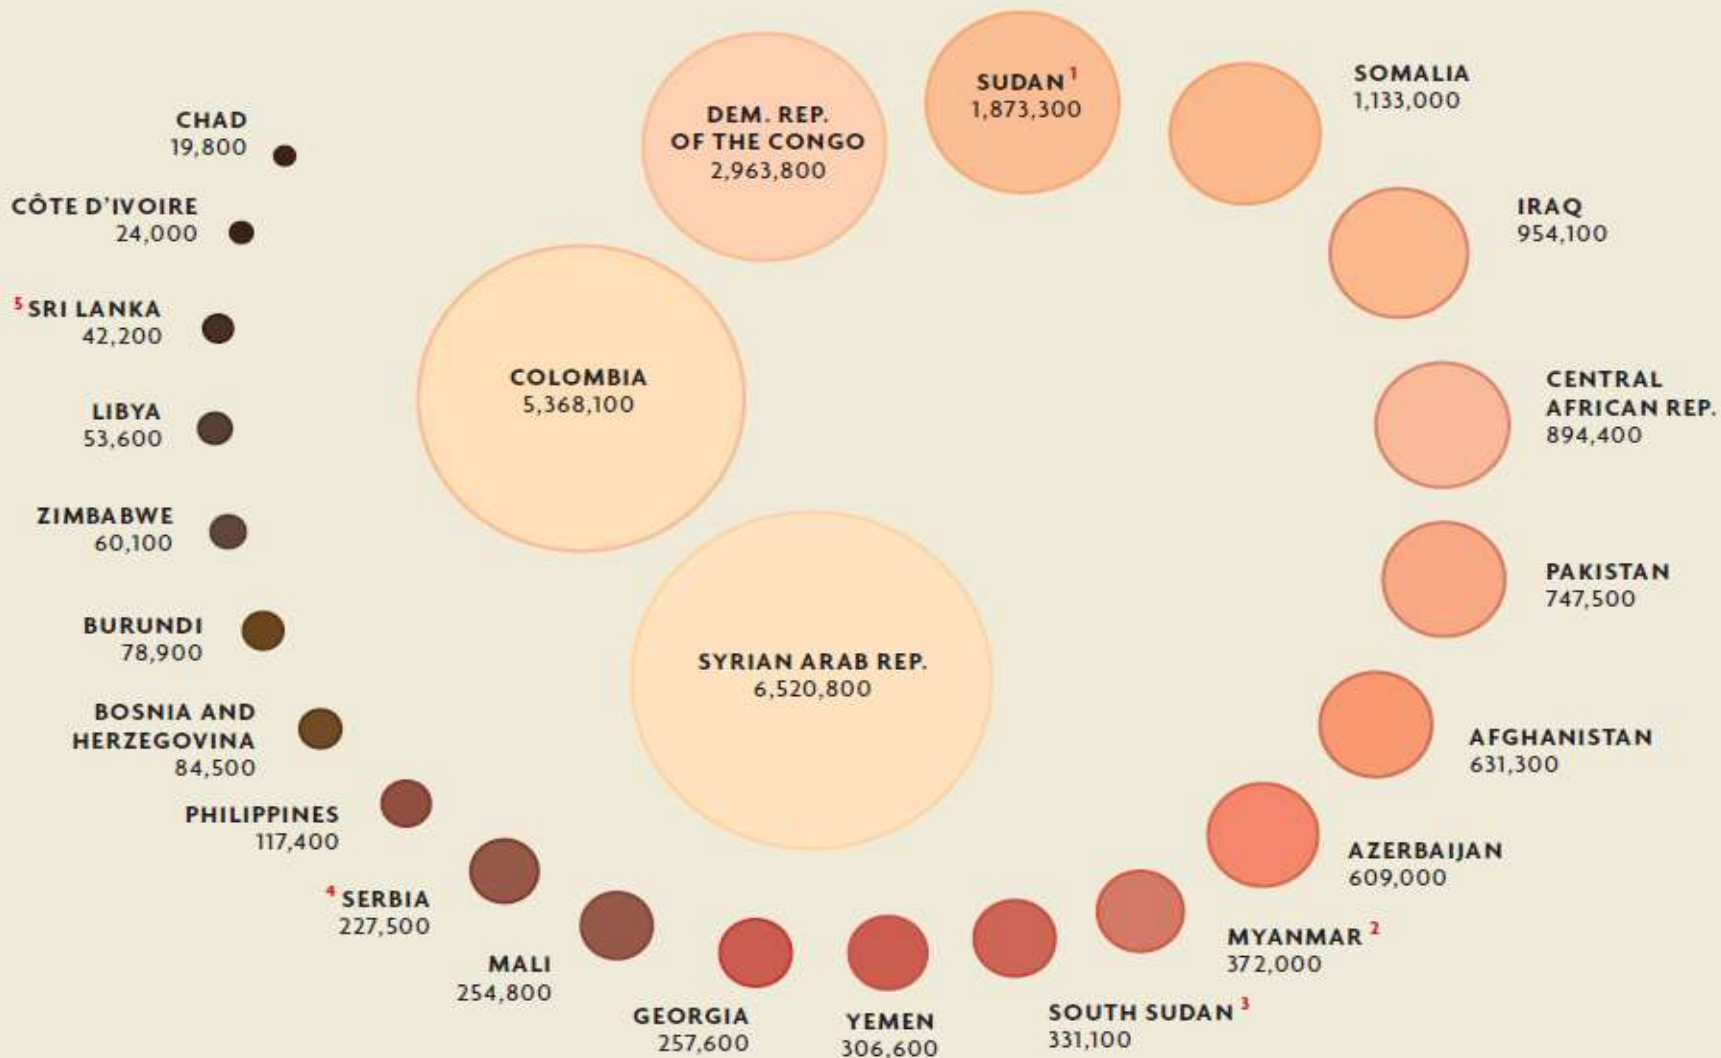 SUDAN 1
1,873,300
SOMALIA
1,133,000
DEM. REP.
OF THE CONGO
2,963,800
CHAD
19,800
CÔTE D'IVOIRE
24,000
IRAQ
954,100
5 SRI LANKA
42,200
COLOMBIA
5,368,100
CENTRAL
AFRICAN REP.
894,400
LIBYA
53,600
ZIMBABWE
60,100
PAKISTAN
747,500
BURUNDI
78,900
SYRIAN ARAB REP.
6,520,800
BOSNIA AND
HERZEGOVINA
84,500
AFGHANISTAN
631,300
PHILIPPINES
117,400
AZERBAIJAN
609,000
4 SERBIA
227,500
MYANMAR 2
372,000
MALI
254,800
GEORGIA
257,600
YEMEN
306,600
SOUTH SUDAN 3
331,100